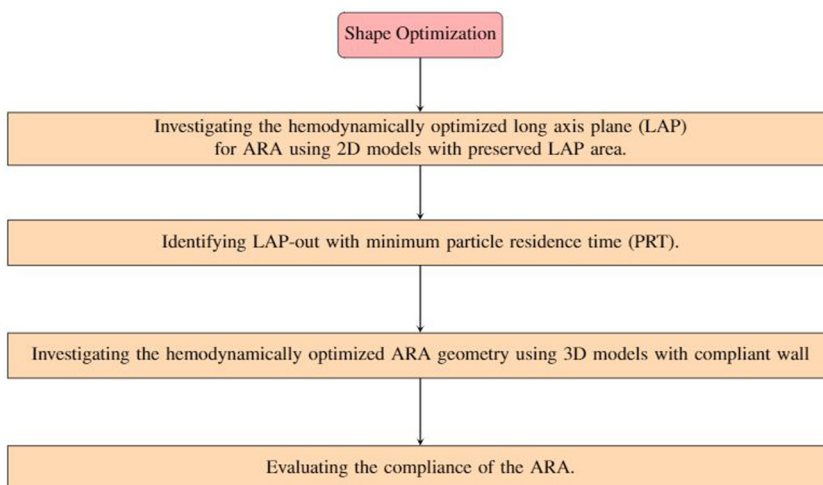 Shape Optimization
Investigating the hemodynamically optimized long axis plane (LAP)
for ARA using 2D models with preserved LAP area.
Identifying LAP-out with minimum particle residence time (PRT).
Investigating the hemodynamically optimized ARA geometry using 3D models with compliant wall
Evaluating the compliance of the ARA.